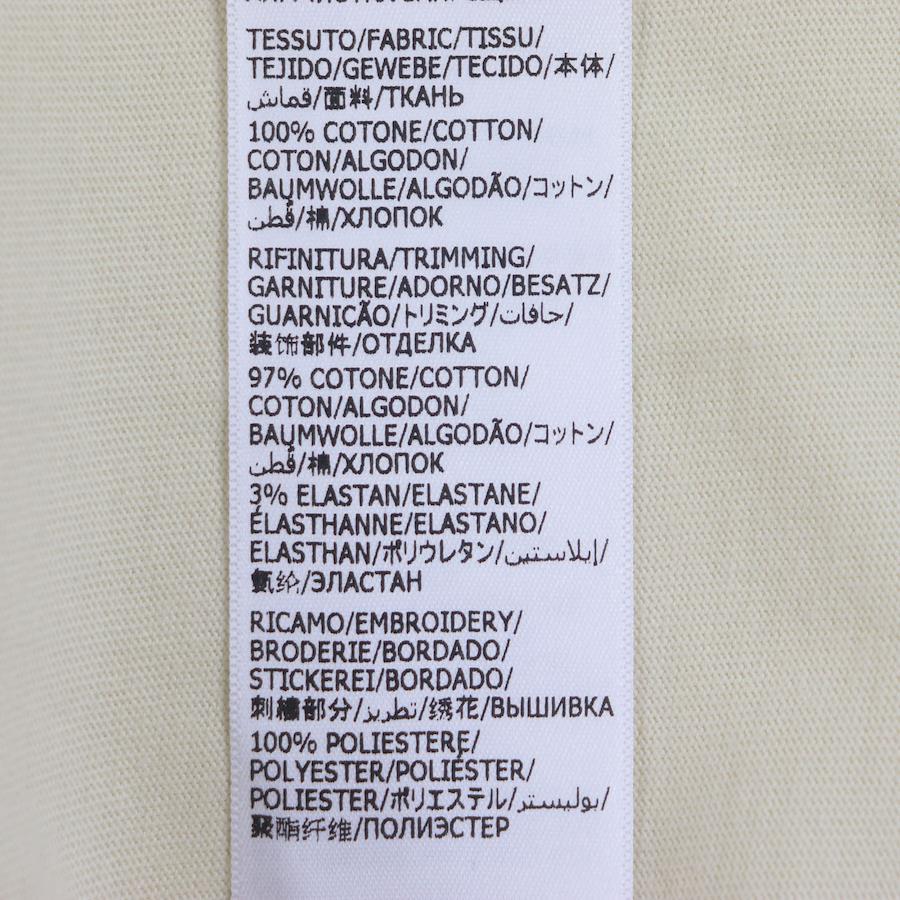 TESSUTO/FABRIC/TISSU/
TEJIDO/GEWEBE/TECIDO/本体/
قماش/面料/ТКАНЬ
100% COTONE/COTTON/
COTON/ALGODON/
BAUMWOLLE/ALGODÃO/コットン/
قطن/棉/ХЛОПОК
RIFINITURA/TRIMMING/
GARNITURE/ADORNO/BESATZ/
GUARNIÇÃO/トリミング/حافات/
装饰部件/ОТДЕЛКА
97% COTONE/COTTON/
COTON/ALGODON/
BAUMWOLLE/ALGODÃO/コットン/
قطن/棉/ХЛОПОК
3% ELASTAN/ELASTANE/
ÉLASTHANNE/ELASTANO/
ELASTHAN/ポリウレタン/إيلاستين/
氨纶/ЭЛАСТАН
RICAMO/EMBROIDERY/
BRODERIE/BORDADO/
STICKEREI/BORDADO/
刺繍部分/تطريز/绣花/ВЫШИВКА
100% POLIESTERE/
POLYESTER/POLIÉSTER/
POLIESTER/ポリエステル/بوليستر/
聚酯纤维/ПОЛИЭСТЕР